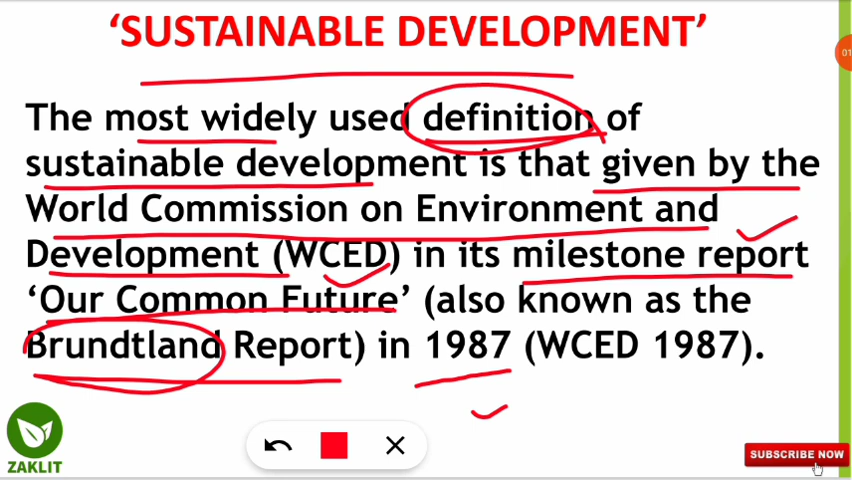 ‘SUSTAINABLE DEVELOPMENT’
The most widely used definition of
sustainable development is that given by the
World Commission on Environment and
Development (WCED) in its milestone report
‘Our Common Future’ (also known as the
Brundtland Report) in 1987 (WCED 1987).
ZAKLIT
SUBSCRIBE NOW
01